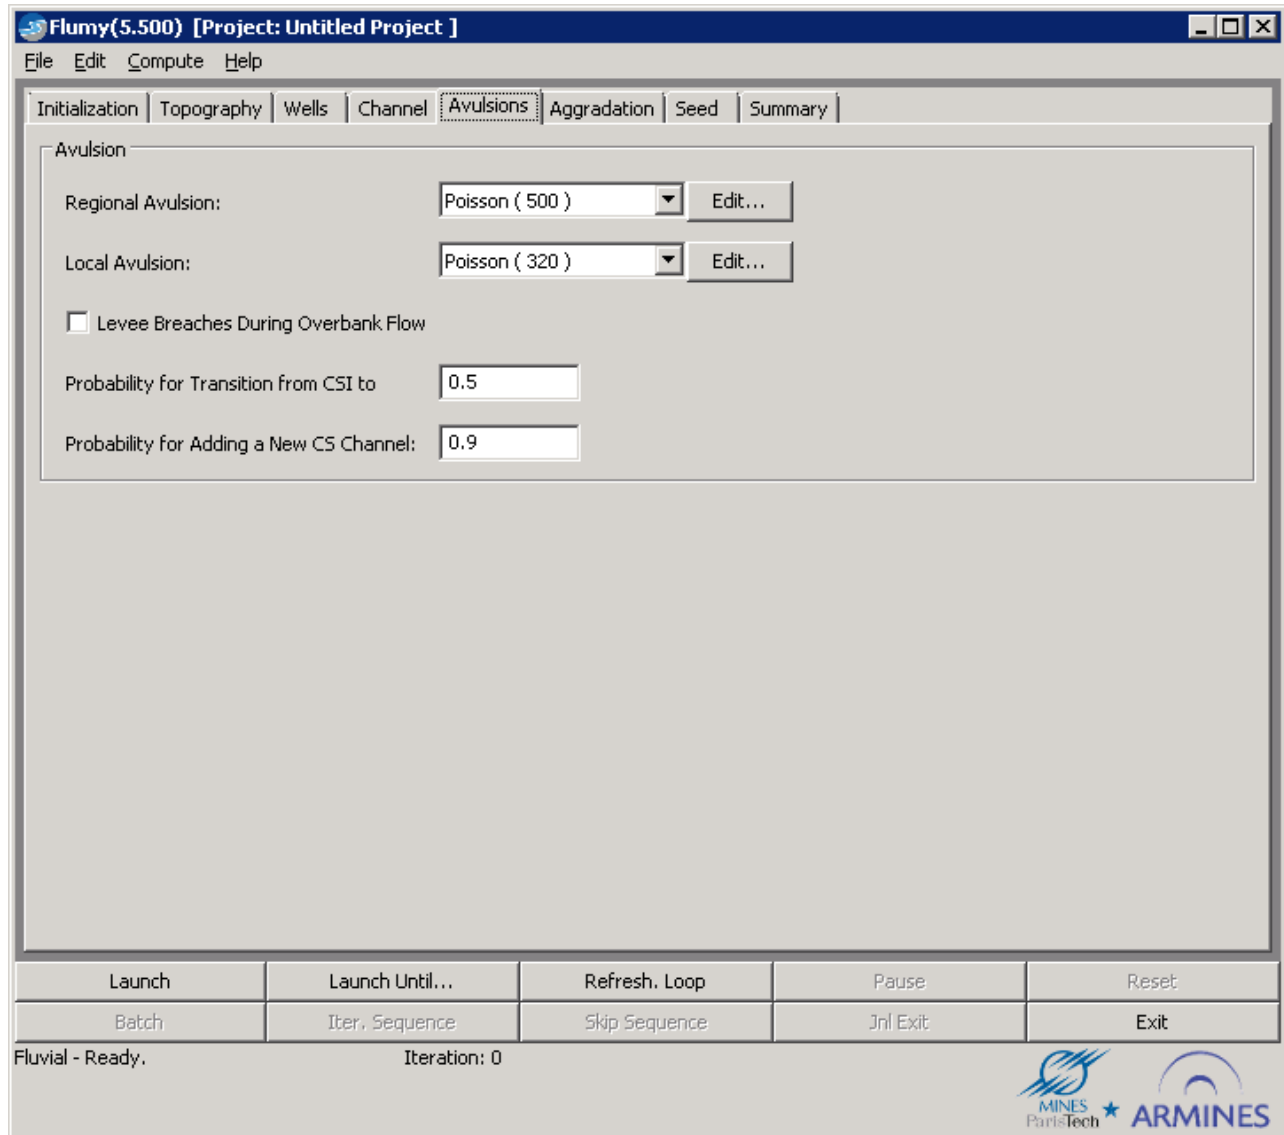 Flumy(5.500) [Project: Untitled Project ]
File Edit Compute Help
Initialization Topography Wells Channel Avulsions Aggradation Seed Summary
Avulsion
Regional Avulsion: Poisson ( 500 ) Edit...
Local Avulsion: Poisson ( 320 ) Edit...
Levee Breaches During Overbank Flow
Probability for Transition from CSI to 0.5
Probability for Adding a New CS Channel: 0.9
Launch Launch Until... Refresh. Loop Pause Reset
Batch Iter. Sequence Skip Sequence Jnl Exit Exit
Fluvial - Ready. Iteration: 0
MINES
ParisTech ARMINES